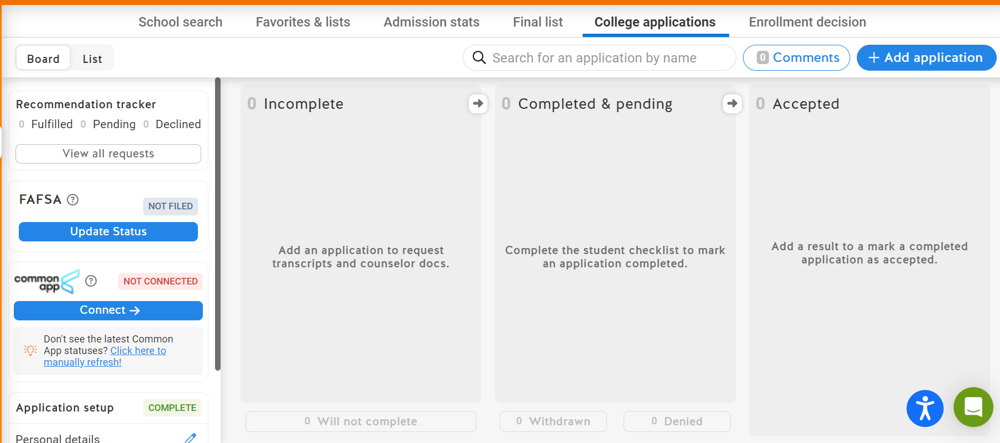 School search
Favorites & lists
Admission stats
Final list
College applications
Enrollment decision
Board
List
Search for an application by name
0 Comments
+ Add application
Recommendation tracker
0 Fulfilled 0 Pending 0 Declined
View all requests
FAFSA ?
NOT FILED
Update Status
common
app
?
NOT CONNECTED
Connect →
Don't see the latest Common
App statuses? Click here to
manually refresh!
Application setup
COMPLETE
Personal details
0 Incomplete
Add an application to request
transcripts and counselor docs.
0 Will not complete
0 Completed & pending
Complete the student checklist to mark
an application completed.
0 Withdrawn
0 Denied
0 Accepted
Add a result to a mark a completed
application as accepted.